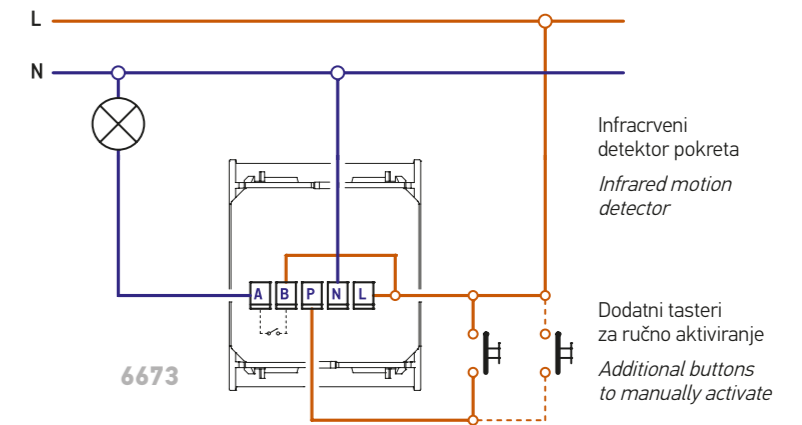 L
N
Infracrveni
detektor pokreta
Infrared motion
detector
A B P N L
Dodatni tasteri
za ručno aktiviranje
Additional buttons
to manually activate
6673